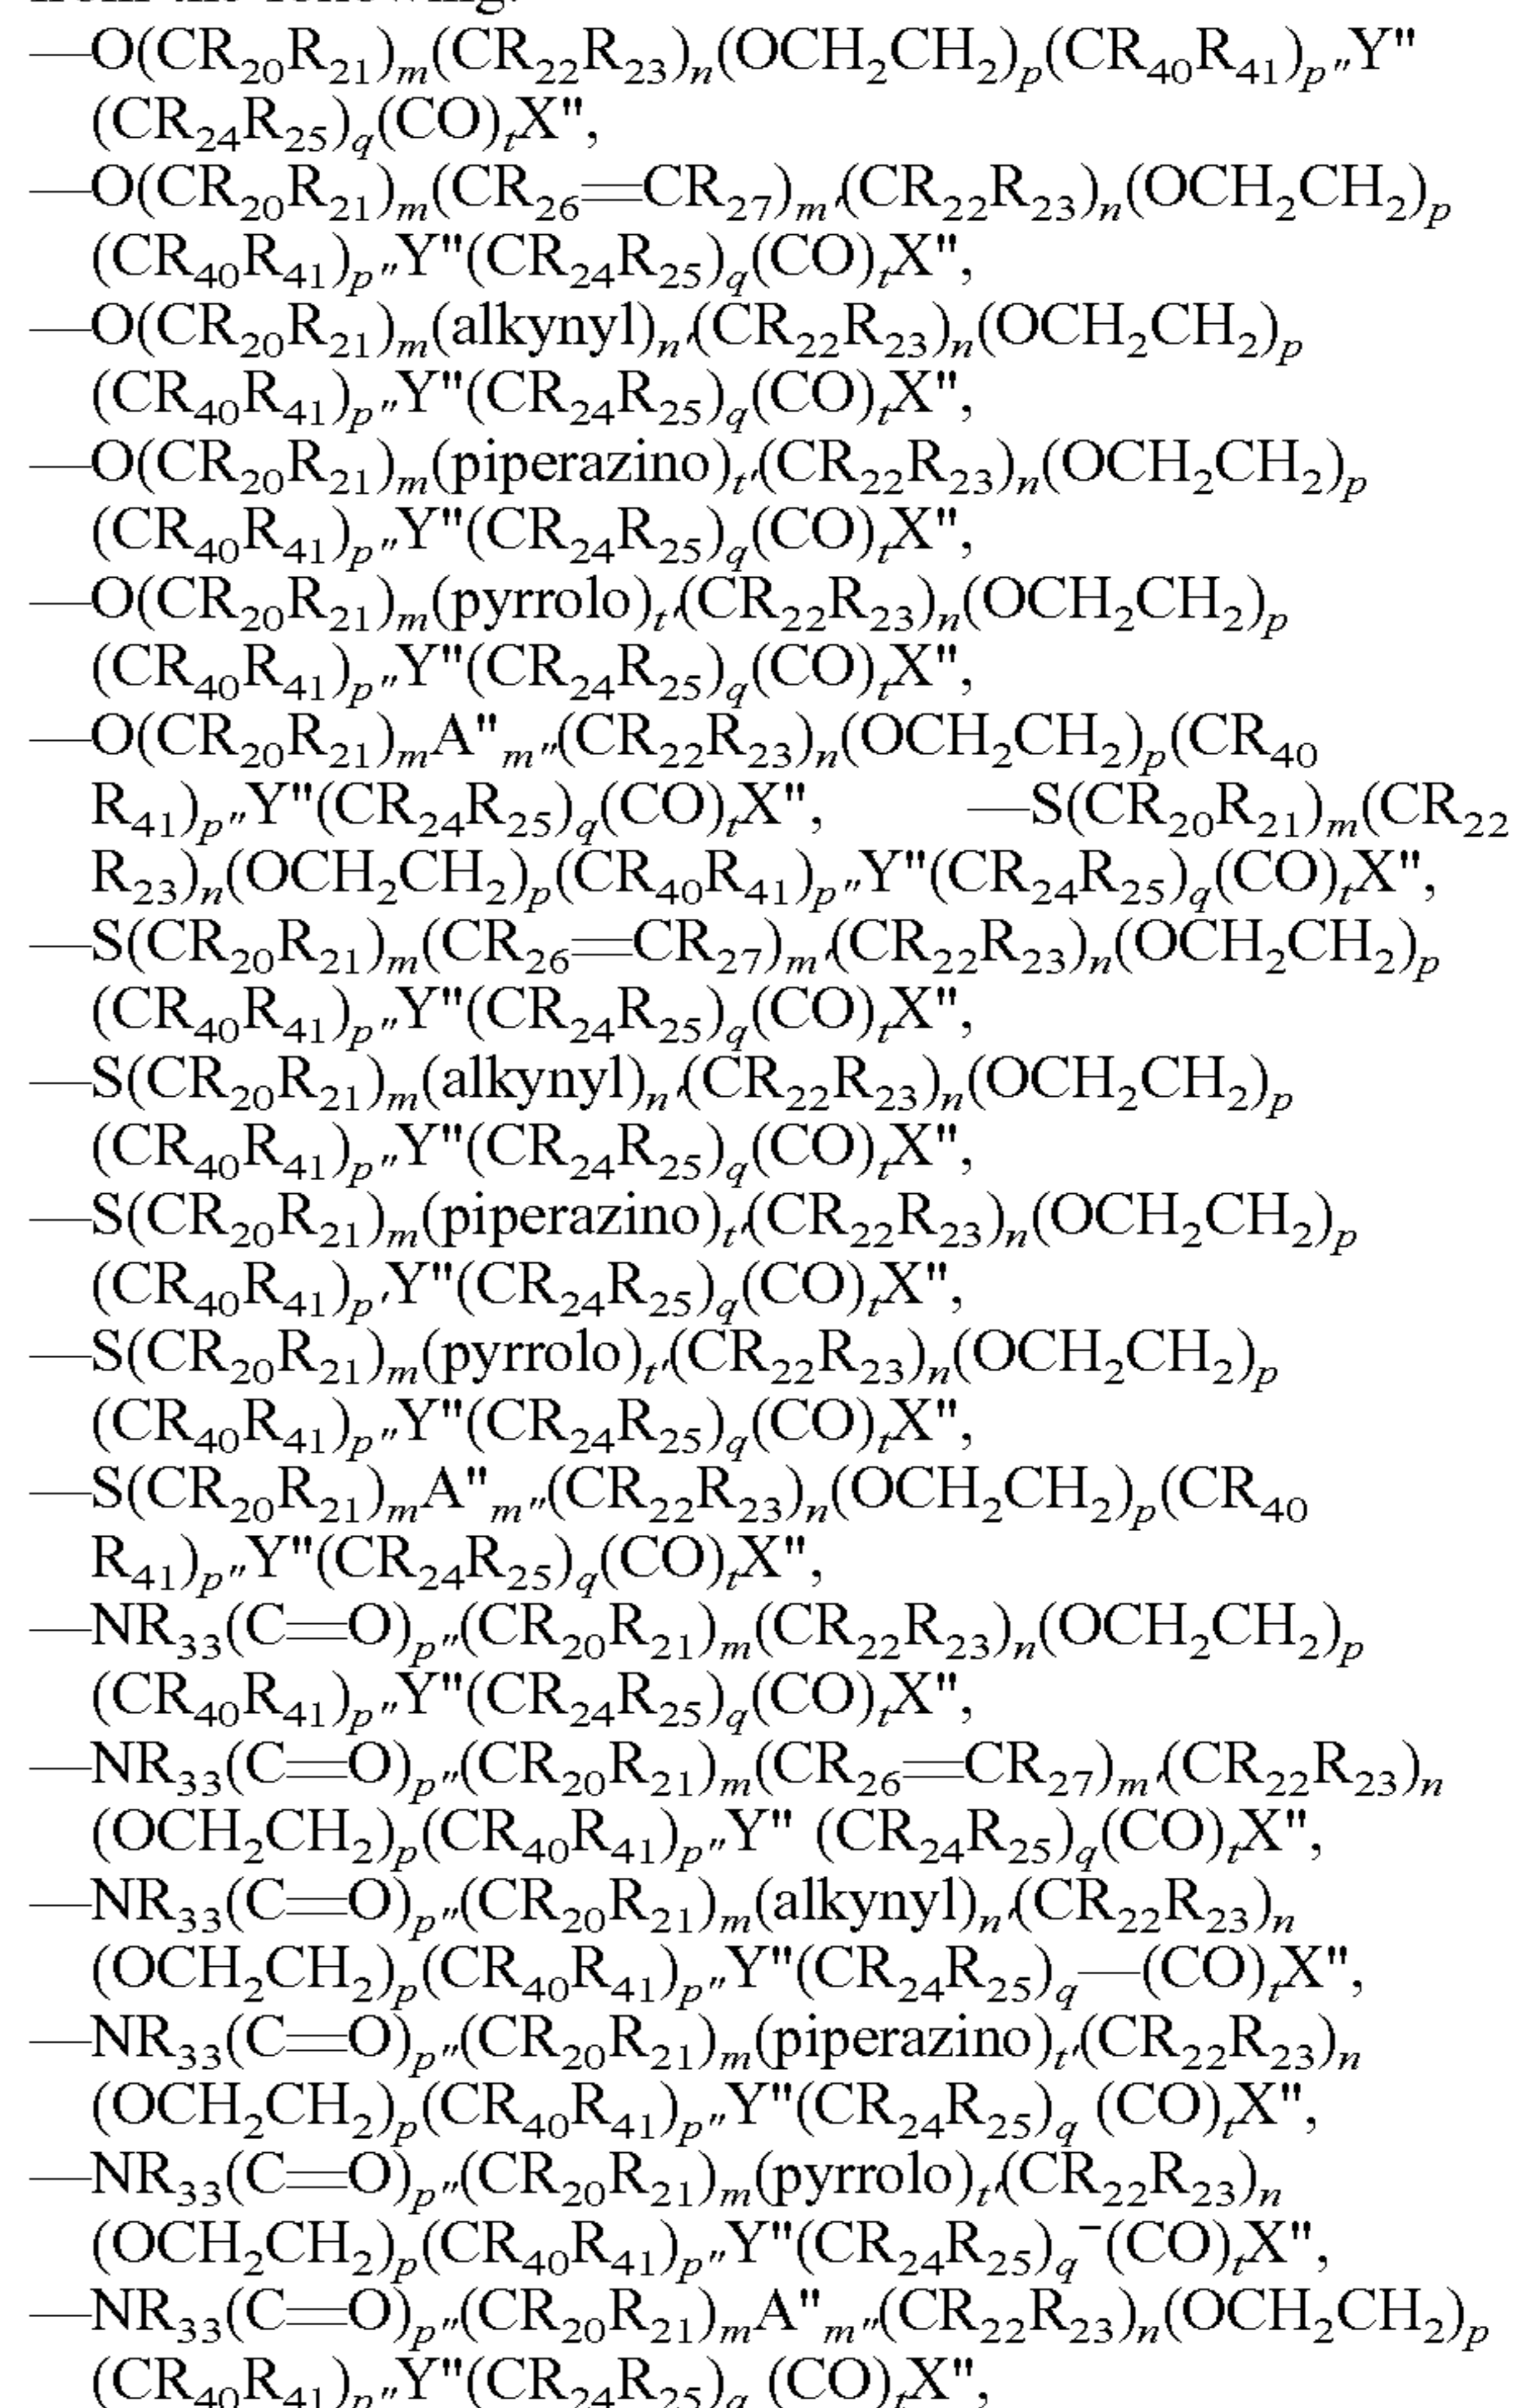 from the following:
—O(CR₂₀R₂₁)ₘ(CR₂₂R₂₃)ₙ(OCH₂CH₂)ₚ(CR₄₀R₄₁)ₚ″Y"
(CR₂₄R₂₅)q(CO)ₜX",
—O(CR₂₀R₂₁)ₘ(CR₂₆=CR₂₇)ₘ′(CR₂₂R₂₃)ₙ(OCH₂CH₂)ₚ
(CR₄₀R₄₁)ₚ″Y"(CR₂₄R₂₅)q(CO)ₜX",
—O(CR₂₀R₂₁)ₘ(alkynyl)ₙ′(CR₂₂R₂₃)ₙ(OCH₂CH₂)ₚ
(CR₄₀R₄₁)ₚ″Y"(CR₂₄R₂₅)q(CO)ₜX",
—O(CR₂₀R₂₁)ₘ(piperazino)ₜ′(CR₂₂R₂₃)ₙ(OCH₂CH₂)ₚ
(CR₄₀R₄₁)ₚ″Y"(CR₂₄R₂₅)q(CO)ₜX",
—O(CR₂₀R₂₁)ₘ(pyrrolo)ₜ′(CR₂₂R₂₃)ₙ(OCH₂CH₂)ₚ
(CR₄₀R₄₁)ₚ″Y"(CR₂₄R₂₅)q(CO)ₜX",
—O(CR₂₀R₂₁)ₘA"ₘ″(CR₂₂R₂₃)ₙ(OCH₂CH₂)ₚ(CR₄₀
R₄₁)ₚ″Y"(CR₂₄R₂₅)q(CO)ₜX", —S(CR₂₀R₂₁)ₘ(CR₂₂
R₂₃)ₙ(OCH₂CH₂)ₚ(CR₄₀R₄₁)ₚ″Y"(CR₂₄R₂₅)q(CO)ₜX",
—S(CR₂₀R₂₁)ₘ(CR₂₆=CR₂₇)ₘ′(CR₂₂R₂₃)ₙ(OCH₂CH₂)ₚ
(CR₄₀R₄₁)ₚ″Y"(CR₂₄R₂₅)q(CO)ₜX",
—S(CR₂₀R₂₁)ₘ(alkynyl)ₙ′(CR₂₂R₂₃)ₙ(OCH₂CH₂)ₚ
(CR₄₀R₄₁)ₚ″Y"(CR₂₄R₂₅)q(CO)ₜX",
—S(CR₂₀R₂₁)ₘ(piperazino)ₜ′(CR₂₂R₂₃)ₙ(OCH₂CH₂)ₚ
(CR₄₀R₄₁)ₚ′Y"(CR₂₄R₂₅)q(CO)ₜX",
—S(CR₂₀R₂₁)ₘ(pyrrolo)ₜ′(CR₂₂R₂₃)ₙ(OCH₂CH₂)ₚ
(CR₄₀R₄₁)ₚ″Y"(CR₂₄R₂₅)q(CO)ₜX",
—S(CR₂₀R₂₁)ₘA"ₘ″(CR₂₂R₂₃)ₙ(OCH₂CH₂)ₚ(CR₄₀
R₄₁)ₚ″Y"(CR₂₄R₂₅)q(CO)ₜX",
—NR₃₃(C=O)ₚ″(CR₂₀R₂₁)ₘ(CR₂₂R₂₃)ₙ(OCH₂CH₂)ₚ
(CR₄₀R₄₁)ₚ″Y"(CR₂₄R₂₅)q(CO)ₜX",
—NR₃₃(C=O)ₚ″(CR₂₀R₂₁)ₘ(CR₂₆=CR₂₇)ₘ′(CR₂₂R₂₃)ₙ
(OCH₂CH₂)ₚ(CR₄₀R₄₁)ₚ″Y" (CR₂₄R₂₅)q(CO)ₜX",
—NR₃₃(C=O)ₚ″(CR₂₀R₂₁)ₘ(alkynyl)ₙ′(CR₂₂R₂₃)ₙ
(OCH₂CH₂)ₚ(CR₄₀R₄₁)ₚ″Y"(CR₂₄R₂₅)q—(CO)ₜX",
—NR₃₃(C=O)ₚ″(CR₂₀R₂₁)ₘ(piperazino)ₜ′(CR₂₂R₂₃)ₙ
(OCH₂CH₂)ₚ(CR₄₀R₄₁)ₚ″Y"(CR₂₄R₂₅)q (CO)ₜX",
—NR₃₃(C=O)ₚ″(CR₂₀R₂₁)ₘ(pyrrolo)ₜ′(CR₂₂R₂₃)ₙ
(OCH₂CH₂)ₚ(CR₄₀R₄₁)ₚ″Y"(CR₂₄R₂₅)q⁻(CO)ₜX",
—NR₃₃(C=O)ₚ″(CR₂₀R₂₁)ₘA"ₘ″(CR₂₂R₂₃)ₙ(OCH₂CH₂)ₚ
(CR₄₀R₄₁)ₚ″Y"(CR₂₄R₂₅)q (CO)ₜX",